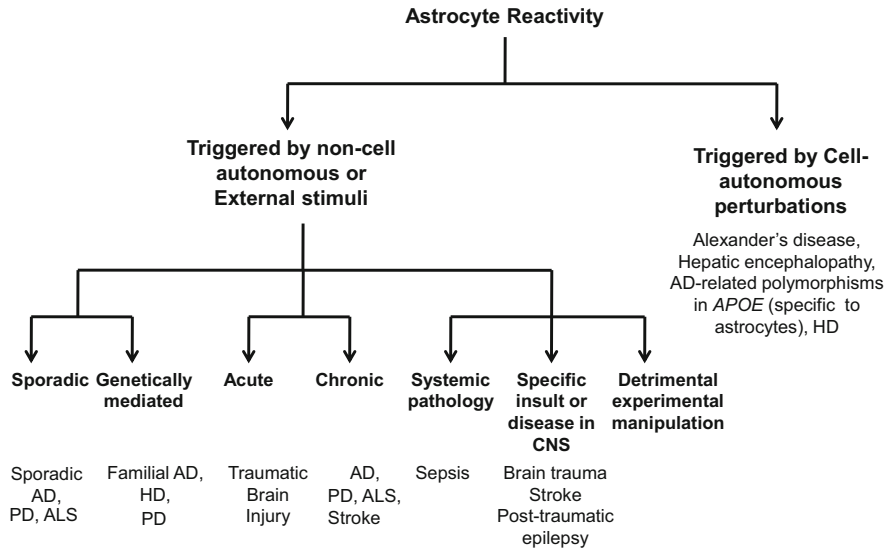 Astrocyte Reactivity
Triggered by non-cell
autonomous or
External stimuli
Triggered by Cell-
autonomous
perturbations
Alexander's disease,
Hepatic encephalopathy,
AD-related polymorphisms
in APOE (specific to
astrocytes), HD
Sporadic
Genetically
mediated
Acute
Chronic
Systemic
pathology
Specific
insult or
disease in
CNS
Detrimental
experimental
manipulation
Sporadic
AD,
PD, ALS
Familial AD,
HD,
PD
Traumatic
Brain
Injury
AD,
PD, ALS,
Stroke
Sepsis
Brain trauma
Stroke
Post-traumatic
epilepsy